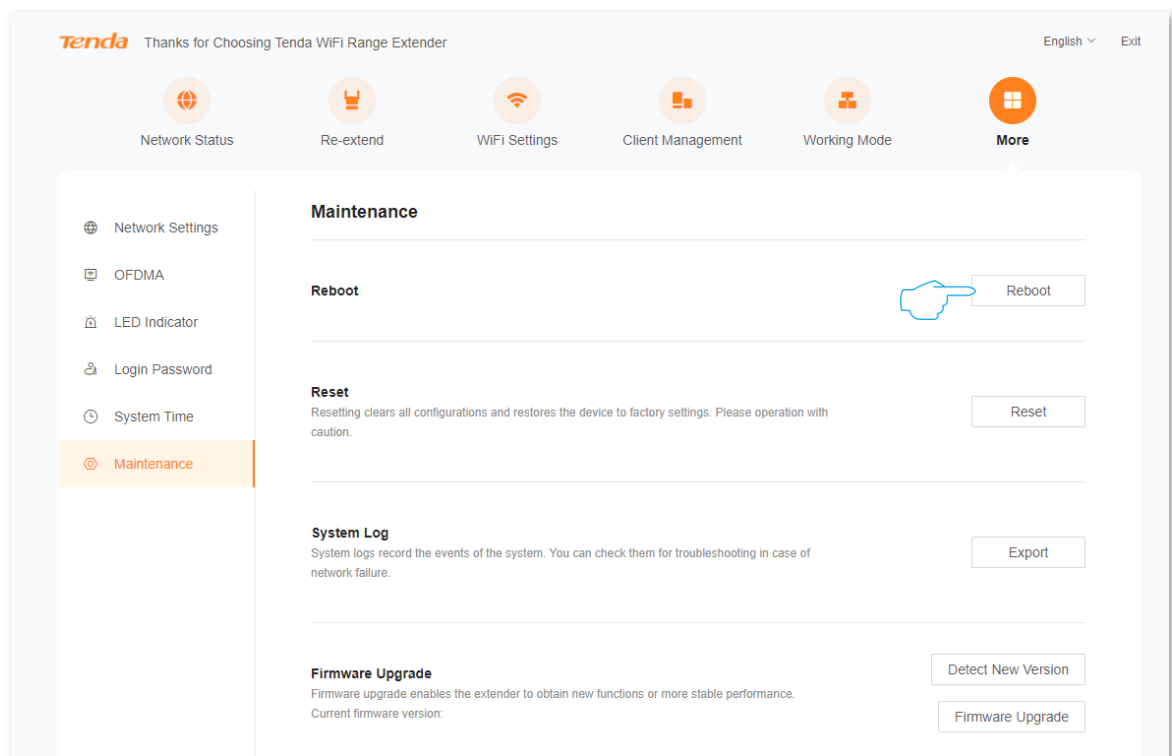 Tenda Thanks for Choosing Tenda WiFi Range Extender English Exit
Network Status Re-extend WiFi Settings Client Management Working Mode More
Network Settings
OFDMA
LED Indicator
Login Password
System Time
Maintenance
Maintenance
Reboot Reboot
Reset
Resetting clears all configurations and restores the device to factory settings. Please operation with
caution.
Reset
System Log
System logs record the events of the system. You can check them for troubleshooting in case of
network failure.
Export
Firmware Upgrade
Firmware upgrade enables the extender to obtain new functions or more stable performance.
Current firmware version:
Detect New Version
Firmware Upgrade